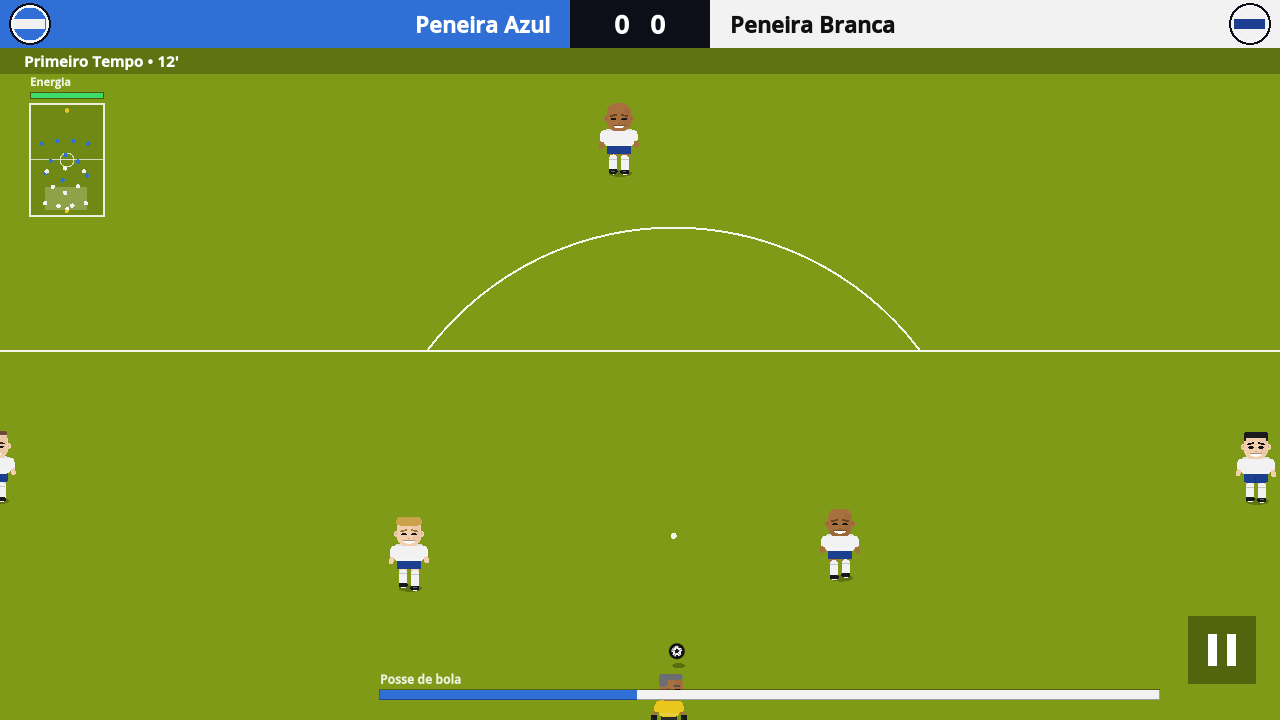 Peneira Azul
0 0
Peneira Branca
Primeiro Tempo • 12'
Energia
Posse de bola